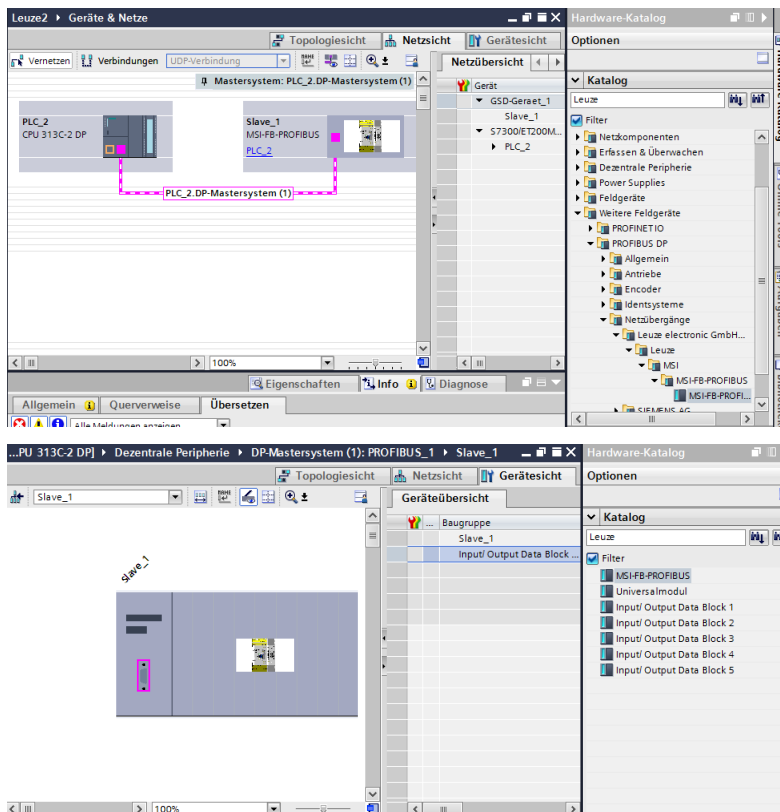 Leuze2 ▸ Geräte & Netze
Topologiesicht Netzsicht Gerätesicht
Vernetzen Verbindungen UDP-Verbindung
Mastersystem: PLC_2.DP-Mastersystem (1)
PLC_2
CPU 313C-2 DP
Slave_1
MSI-FB-PROFIBUS
PLC_2
PLC_2.DP-Mastersystem (1)
100%
Netzübersicht
Gerät
GSD-Geraet_1
Slave_1
S7300/ET200M...
PLC_2
Eigenschaften Info Diagnose
Allgemein Querverweise Übersetzen
Alle Meldungen anzeigen
Hardware-Katalog
Optionen
Katalog
Leuze
Filter
Netzkomponenten
Erfassen & Überwachen
Dezentrale Peripherie
Power Supplies
Feldgeräte
Weitere Feldgeräte
PROFINET IO
PROFIBUS DP
Allgemein
Antriebe
Encoder
Identsysteme
Netzübergänge
Leuze electronic GmbH...
Leuze
MSI
MSI-FB-PROFIBUS
MSI-FB-PROFI...
SIEMENS AG
...PU 313C-2 DP] ▸ Dezentrale Peripherie ▸ DP-Mastersystem (1): PROFIBUS_1 ▸ Slave_1
Topologiesicht Netzsicht Gerätesicht
Slave_1
Slave_1
100%
Geräteübersicht
... Baugruppe
Slave_1
Input/ Output Data Block ...
Hardware-Katalog
Optionen
Katalog
Leuze
Filter
MSI-FB-PROFIBUS
Universalmodul
Input/ Output Data Block 1
Input/ Output Data Block 2
Input/ Output Data Block 3
Input/ Output Data Block 4
Input/ Output Data Block 5